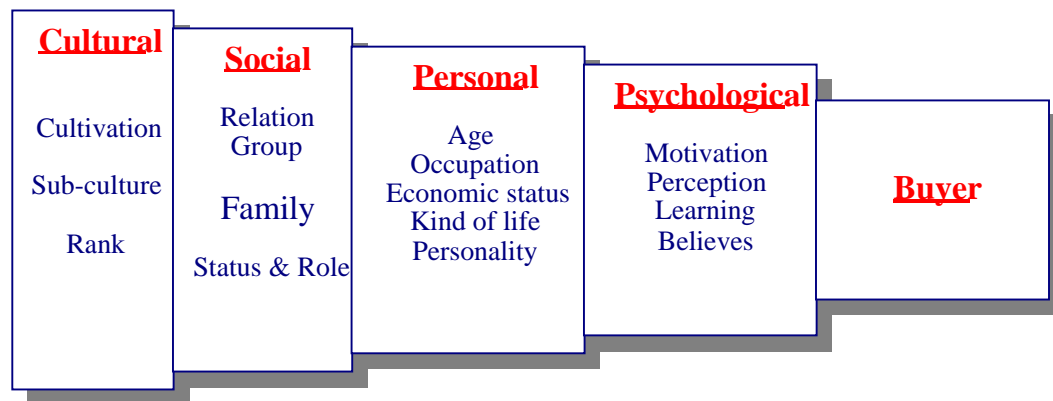 Cultural
Cultivation
Sub-culture
Rank
Social
Relation
Group
Family
Status & Role
Personal
Age
Occupation
Economic status
Kind of life
Personality
Psychological
Motivation
Perception
Learning
Believes
Buyer